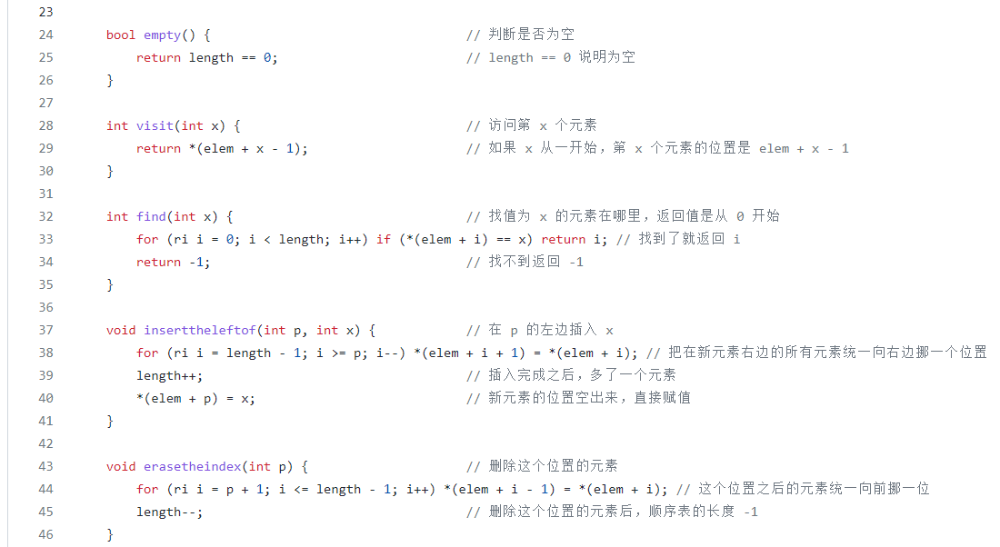 23
24 bool empty() { // 判断是否为空
25 return length == 0; // length == 0 说明为空
26 }
27
28 int visit(int x) { // 访问第 x 个元素
29 return *(elem + x - 1); // 如果 x 从一开始，第 x 个元素的位置是 elem + x - 1
30 }
31
32 int find(int x) { // 找值为 x 的元素在哪里，返回值是从 0 开始
33 for (ri i = 0; i < length; i++) if (*(elem + i) == x) return i; // 找到了就返回 i
34 return -1; // 找不到返回 -1
35 }
36
37 void inserttheleftof(int p, int x) { // 在 p 的左边插入 x
38 for (ri i = length - 1; i >= p; i--) *(elem + i + 1) = *(elem + i); // 把在新元素右边的所有元素统一向右边挪一个位置
39 length++; // 插入完成之后，多了一个元素
40 *(elem + p) = x; // 新元素的位置空出来，直接赋值
41 }
42
43 void erasetheindex(int p) { // 删除这个位置的元素
44 for (ri i = p + 1; i <= length - 1; i++) *(elem + i - 1) = *(elem + i); // 这个位置之后的元素统一向前挪一位
45 length--; // 删除这个位置的元素后，顺序表的长度 -1
46 }